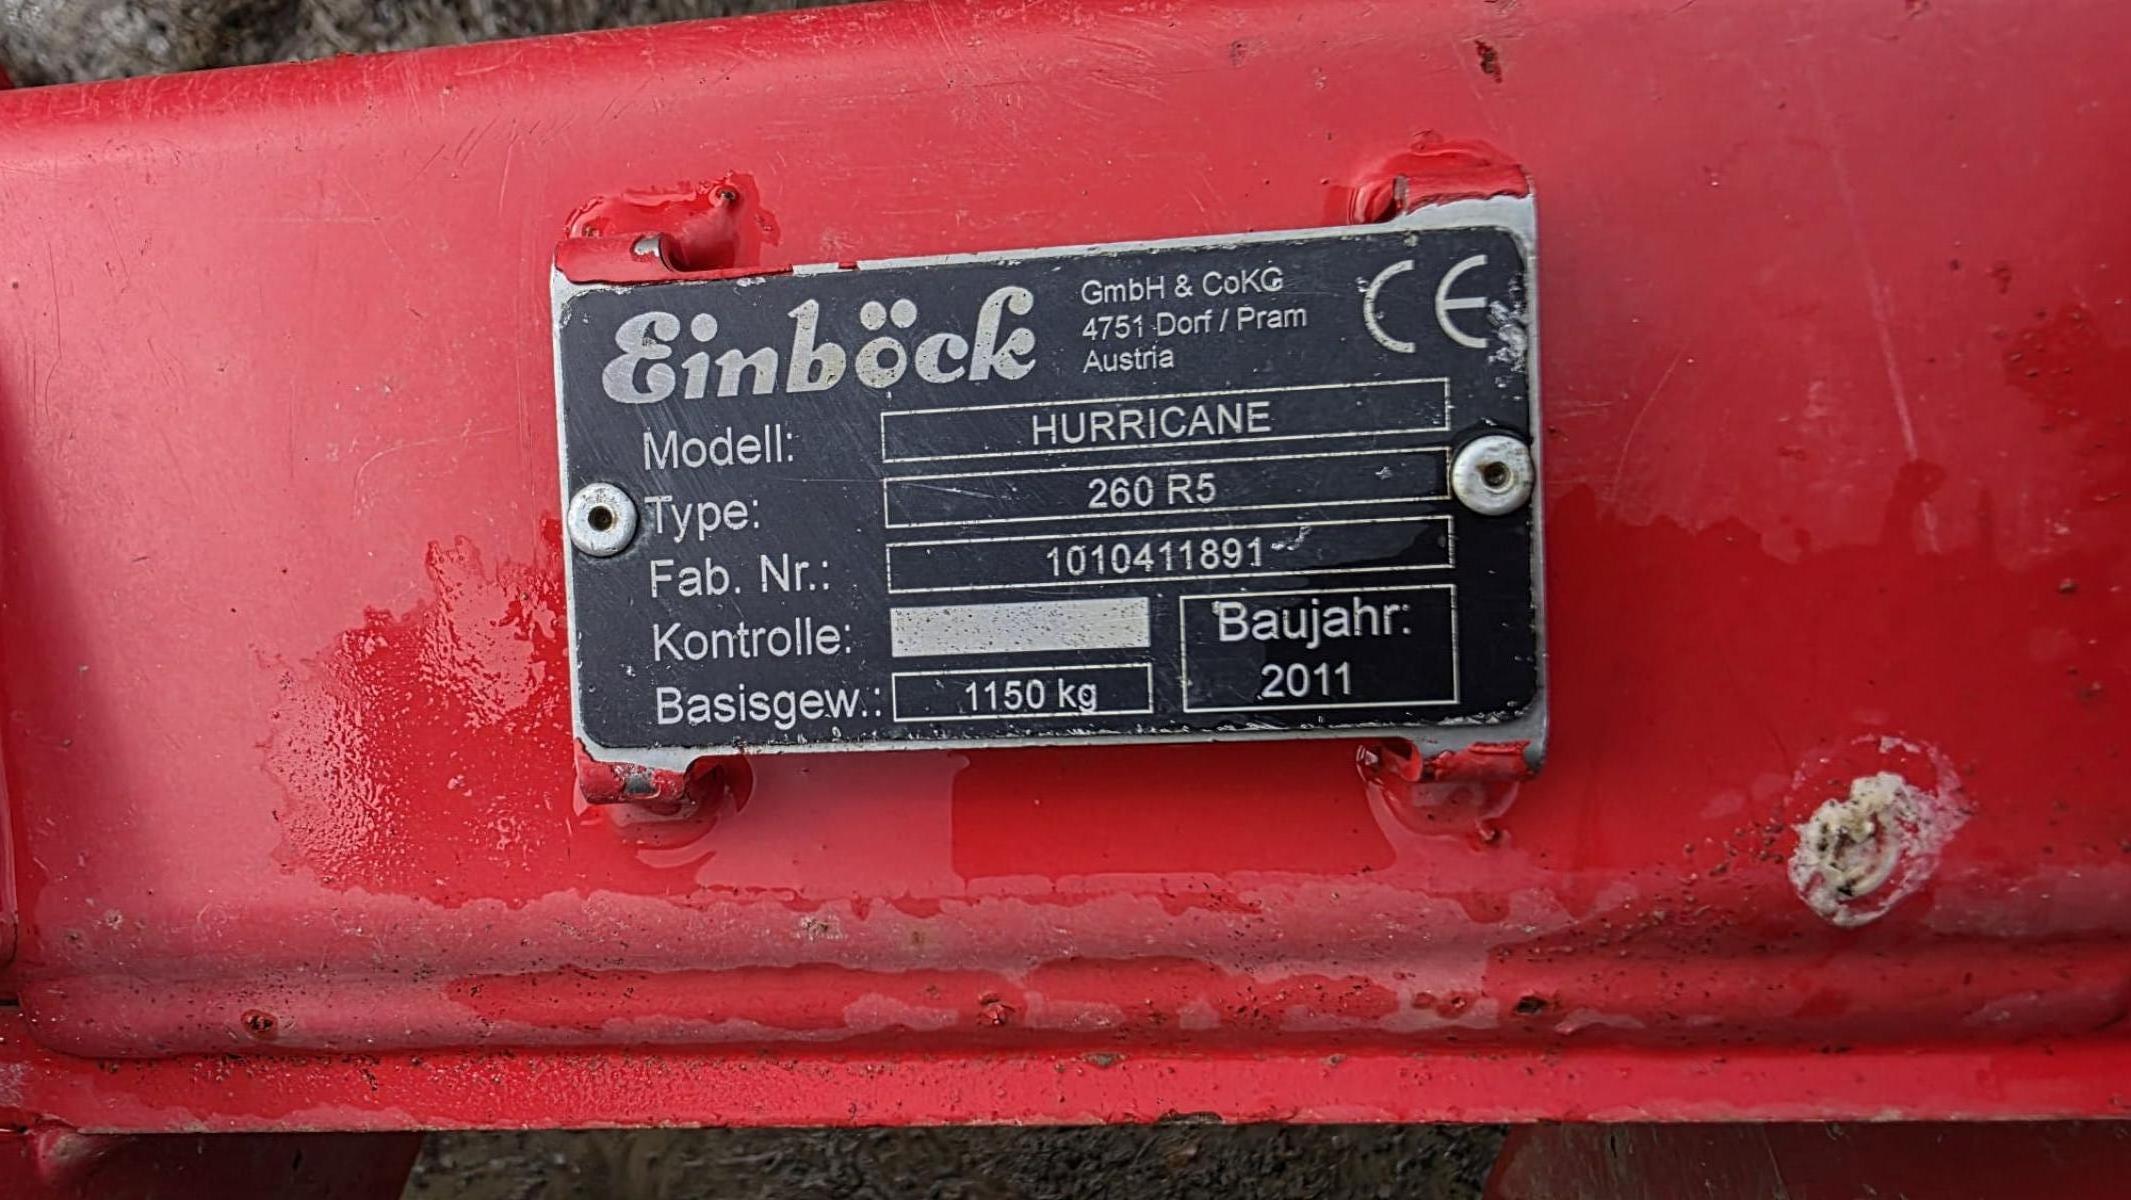 Einböck
GmbH & CoKG
4751 Dorf / Pram
Austria
CE
Modell: HURRICANE
Type: 260 R5
Fab. Nr.: 1010411891
Kontrolle:
Baujahr:
2011
Basisgew.: 1150 kg